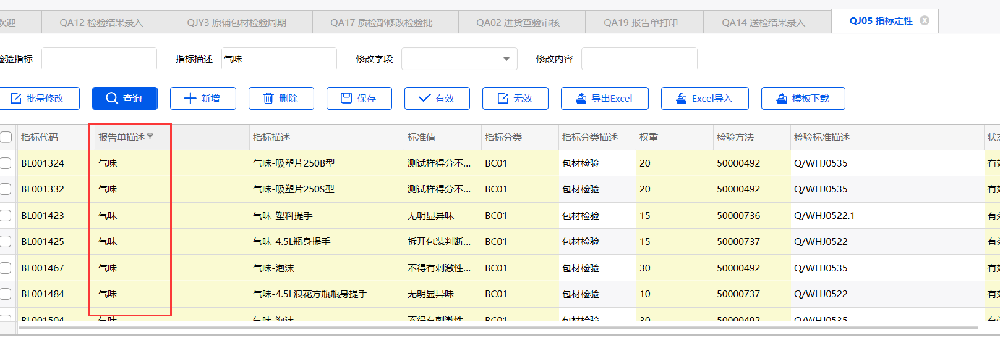 欢迎 QA12 检验结果录入 QJY3 原辅包材检验周期 QA17 质检部修改检验批 QA02 进货查验审核 QA19 报告单打印 QA14 送检结果录入 QJ05 指标定性
检验指标 指标描述 气味 修改字段 修改内容
批量修改 查询 新增 删除 保存 有效 无效 导出Excel Excel导入 模板下载
指标代码 报告单描述 指标描述 标准值 指标分类 指标分类描述 权重 检验方法 检验标准描述 状态
BL001324 气味 气味-吸塑片250B型 测试样得分不... BC01 包材检验 20 50000492 Q/WHJ0535 有效
BL001332 气味 气味-吸塑片250S型 测试样得分不... BC01 包材检验 20 50000492 Q/WHJ0535 有效
BL001423 气味 气味-塑料提手 无明显异味 BC01 包材检验 15 50000736 Q/WHJ0522.1 有效
BL001425 气味 气味-4.5L瓶身提手 拆开包装判断... BC01 包材检验 15 50000737 Q/WHJ0522 有效
BL001467 气味 气味-泡沫 不得有刺激性... BC01 包材检验 30 50000492 Q/WHJ0535 有效
BL001484 气味 气味-4.5L浪花方瓶瓶身提手 无明显异味 BC01 包材检验 10 50000737 Q/WHJ0522 有效
BL001504 气味 气味-泡沫 不得有刺激性... BC01 包材检验 30 50000492 Q/WHJ0535 有效